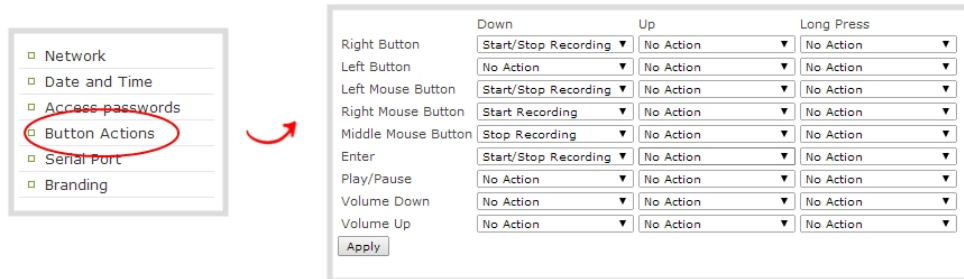 Network
Date and Time
Access passwords
Button Actions
Serial Port
Branding
Down Up Long Press
Right Button Start/Stop Recording No Action No Action
Left Button No Action No Action No Action
Left Mouse Button Start/Stop Recording No Action No Action
Right Mouse Button Start Recording No Action No Action
Middle Mouse Button Stop Recording No Action No Action
Enter Start/Stop Recording No Action No Action
Play/Pause No Action No Action No Action
Volume Down No Action No Action No Action
Volume Up No Action No Action No Action
Apply